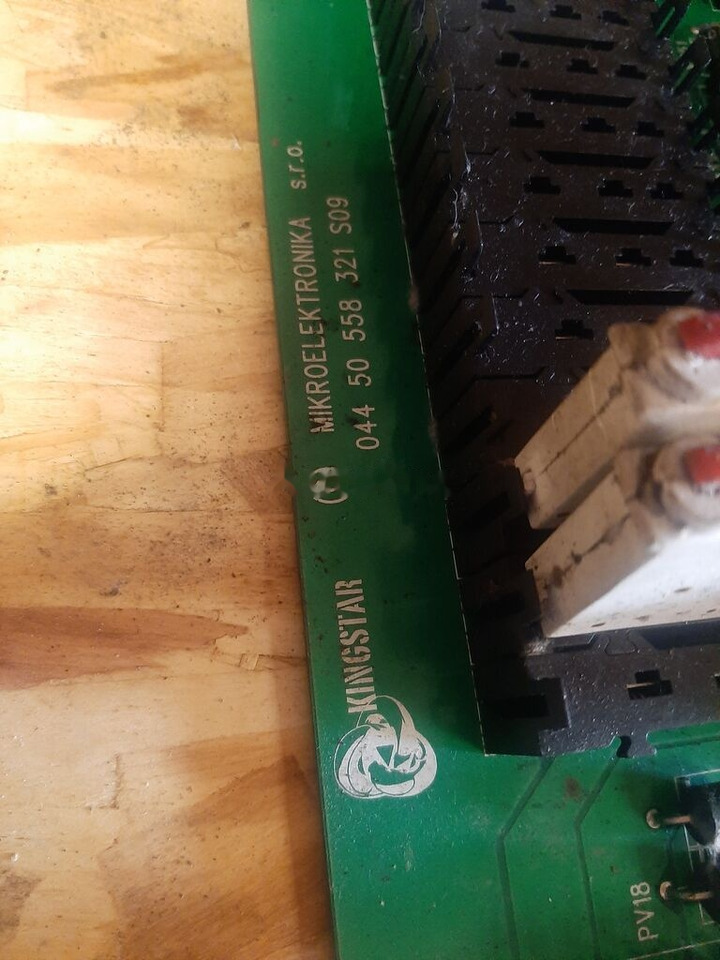 MIKROELEKTRONIKA s.r.o.
044 50 558 321 S09
KINGSTAR
PV18